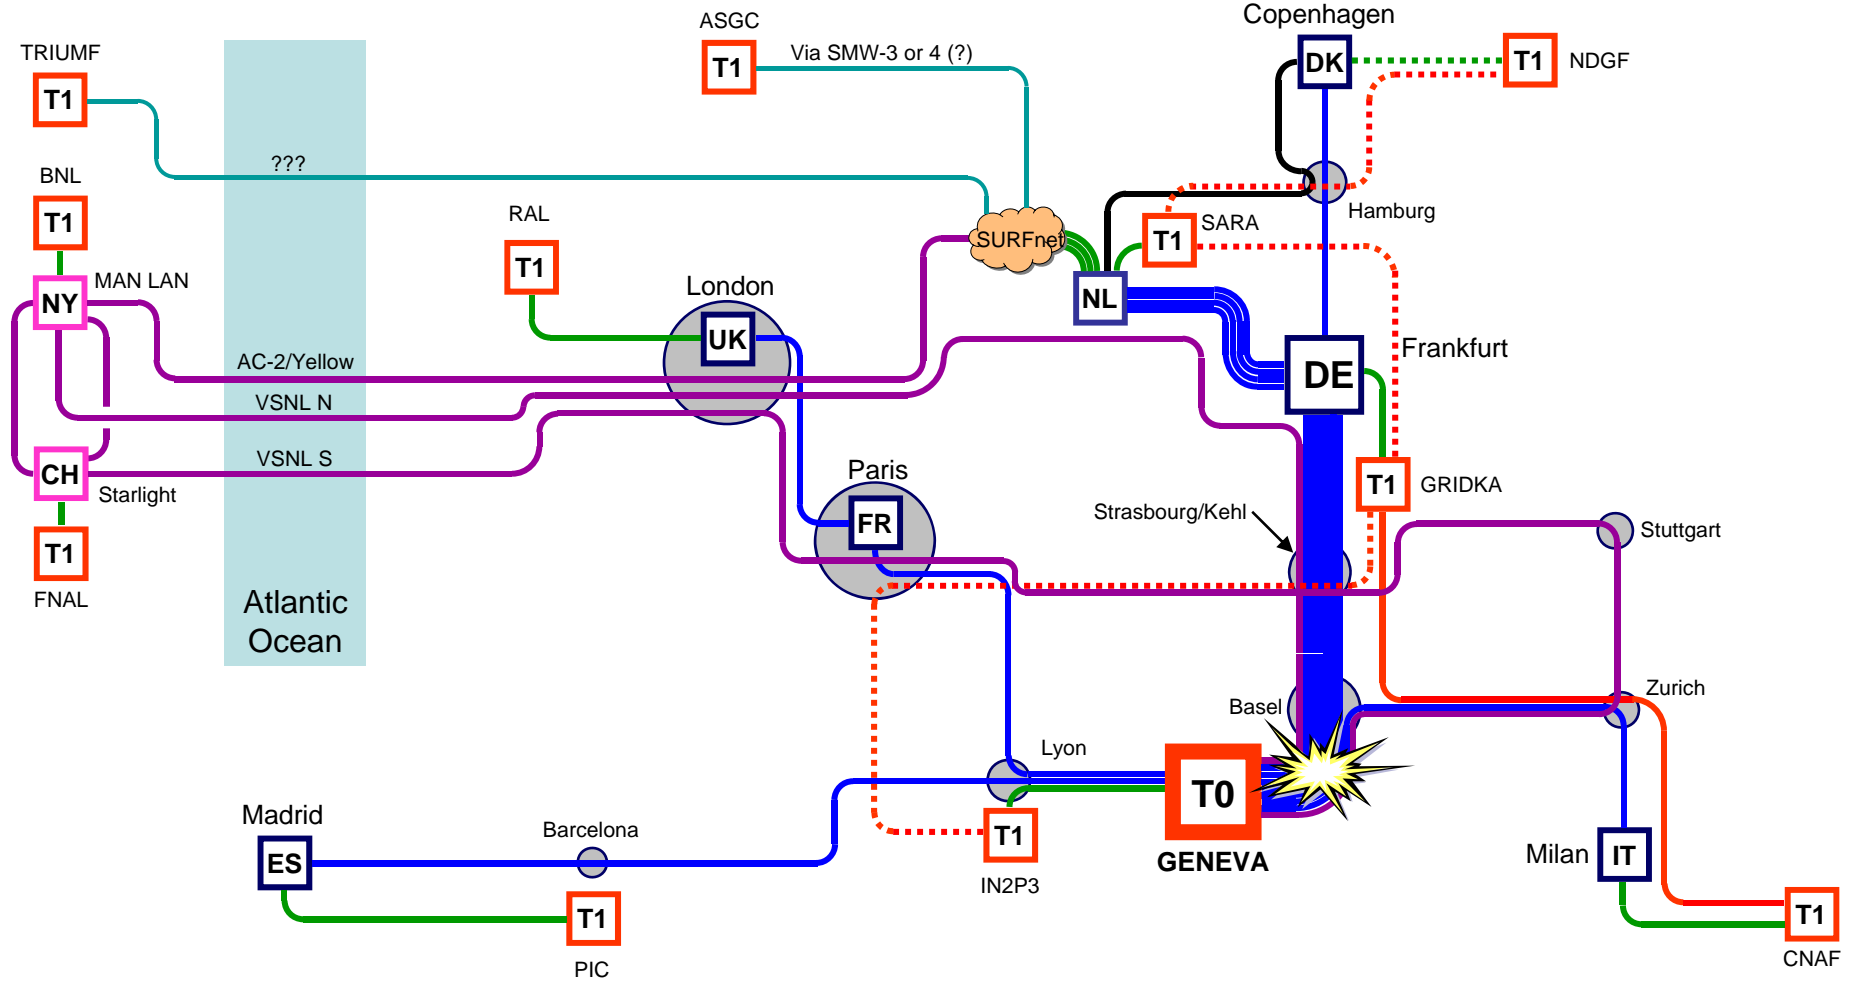 Copenhagen
ASGC
TRIUMF
T1
Via SMW-3 or 4 (?)
DK
T1
NDGF
T1
???
BNL
T1
RAL
Hamburg
SARA
T1
SURFnet
T1
MAN LAN
NY
London
NL
UK
Frankfurt
AC-2/Yellow
DE
VSNL N
VSNL S
CH
Starlight
Paris
T1
GRIDKA
Strasbourg/Kehl
FR
Stuttgart
T1
FNAL
Atlantic
Ocean
Zurich
Basel
Lyon
T0
GENEVA
Madrid
Barcelona
T1
IN2P3
ES
Milan
IT
T1
PIC
T1
CNAF